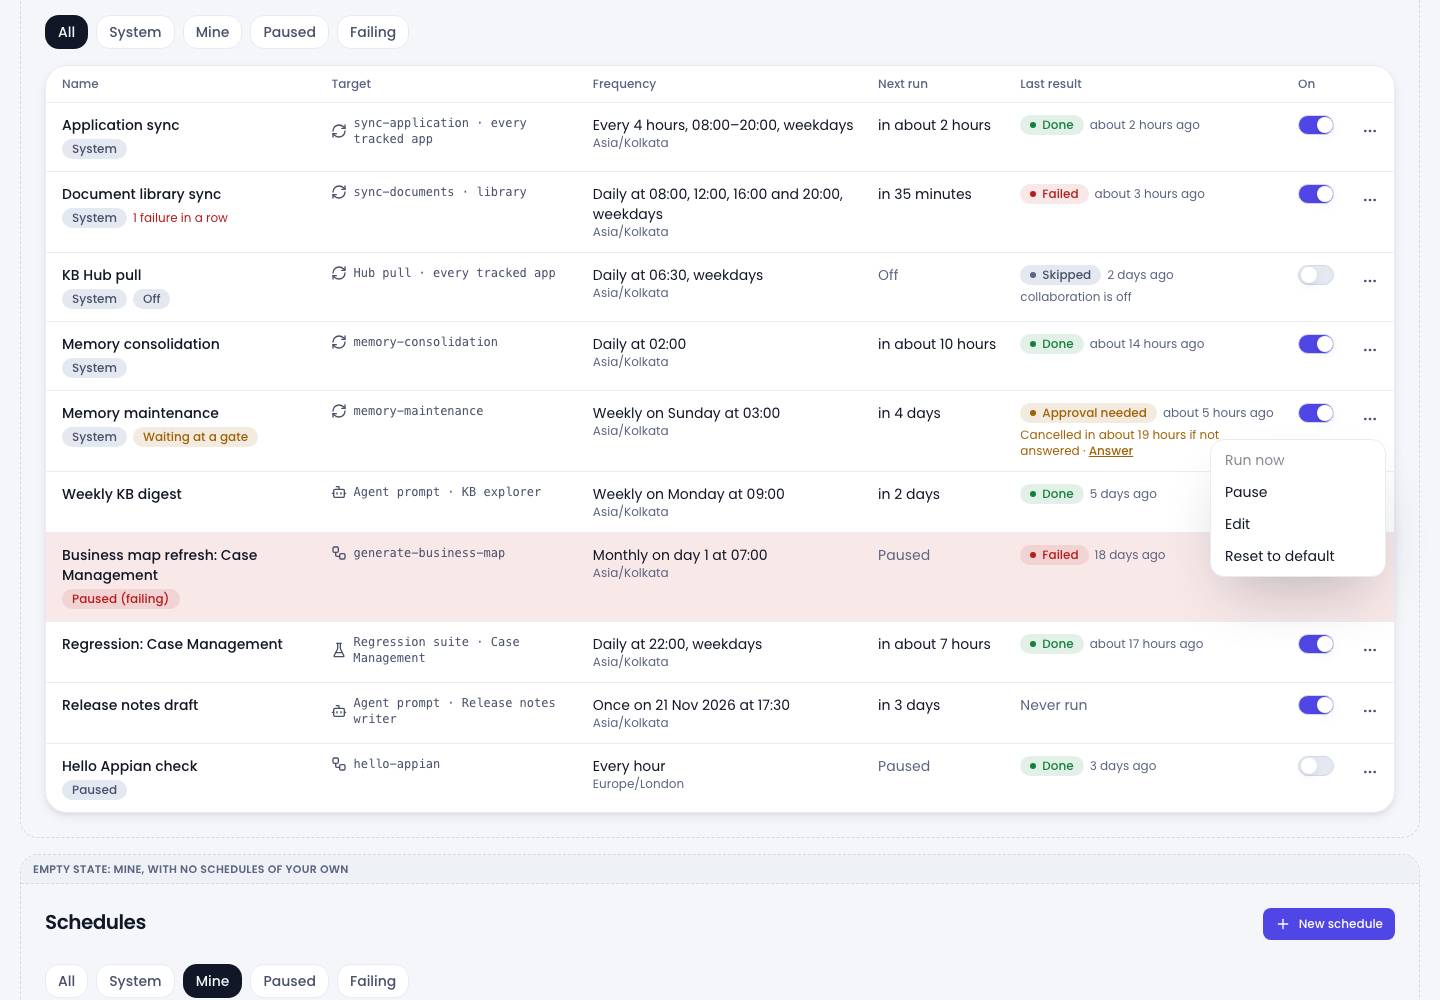 All System Mine Paused Failing
Name Target Frequency Next run Last result On
Application sync
System
sync-application · every
tracked app
Every 4 hours, 08:00–20:00, weekdays
Asia/Kolkata
in about 2 hours
Done about 2 hours ago
Document library sync
System 1 failure in a row
sync-documents · library
Daily at 08:00, 12:00, 16:00 and 20:00,
weekdays
Asia/Kolkata
in 35 minutes
Failed about 3 hours ago
KB Hub pull
System Off
Hub pull · every tracked app
Daily at 06:30, weekdays
Asia/Kolkata
Off
Skipped 2 days ago
collaboration is off
Memory consolidation
System
memory-consolidation
Daily at 02:00
Asia/Kolkata
in about 10 hours
Done about 14 hours ago
Memory maintenance
System Waiting at a gate
memory-maintenance
Weekly on Sunday at 03:00
Asia/Kolkata
in 4 days
Approval needed about 5 hours ago
Cancelled in about 19 hours if not
answered · Answer
Run now
Pause
Edit
Reset to default
Weekly KB digest
Agent prompt · KB explorer
Weekly on Monday at 09:00
Asia/Kolkata
in 2 days
Done 5 days ago
Business map refresh: Case
Management
Paused (failing)
generate-business-map
Monthly on day 1 at 07:00
Asia/Kolkata
Paused
Failed 18 days ago
Regression: Case Management
Regression suite · Case
Management
Daily at 22:00, weekdays
Asia/Kolkata
in about 7 hours
Done about 17 hours ago
Release notes draft
Agent prompt · Release notes
writer
Once on 21 Nov 2026 at 17:30
Asia/Kolkata
in 3 days
Never run
Hello Appian check
Paused
hello-appian
Every hour
Europe/London
Paused
Done 3 days ago
EMPTY STATE: MINE, WITH NO SCHEDULES OF YOUR OWN
Schedules
New schedule
All System Mine Paused Failing